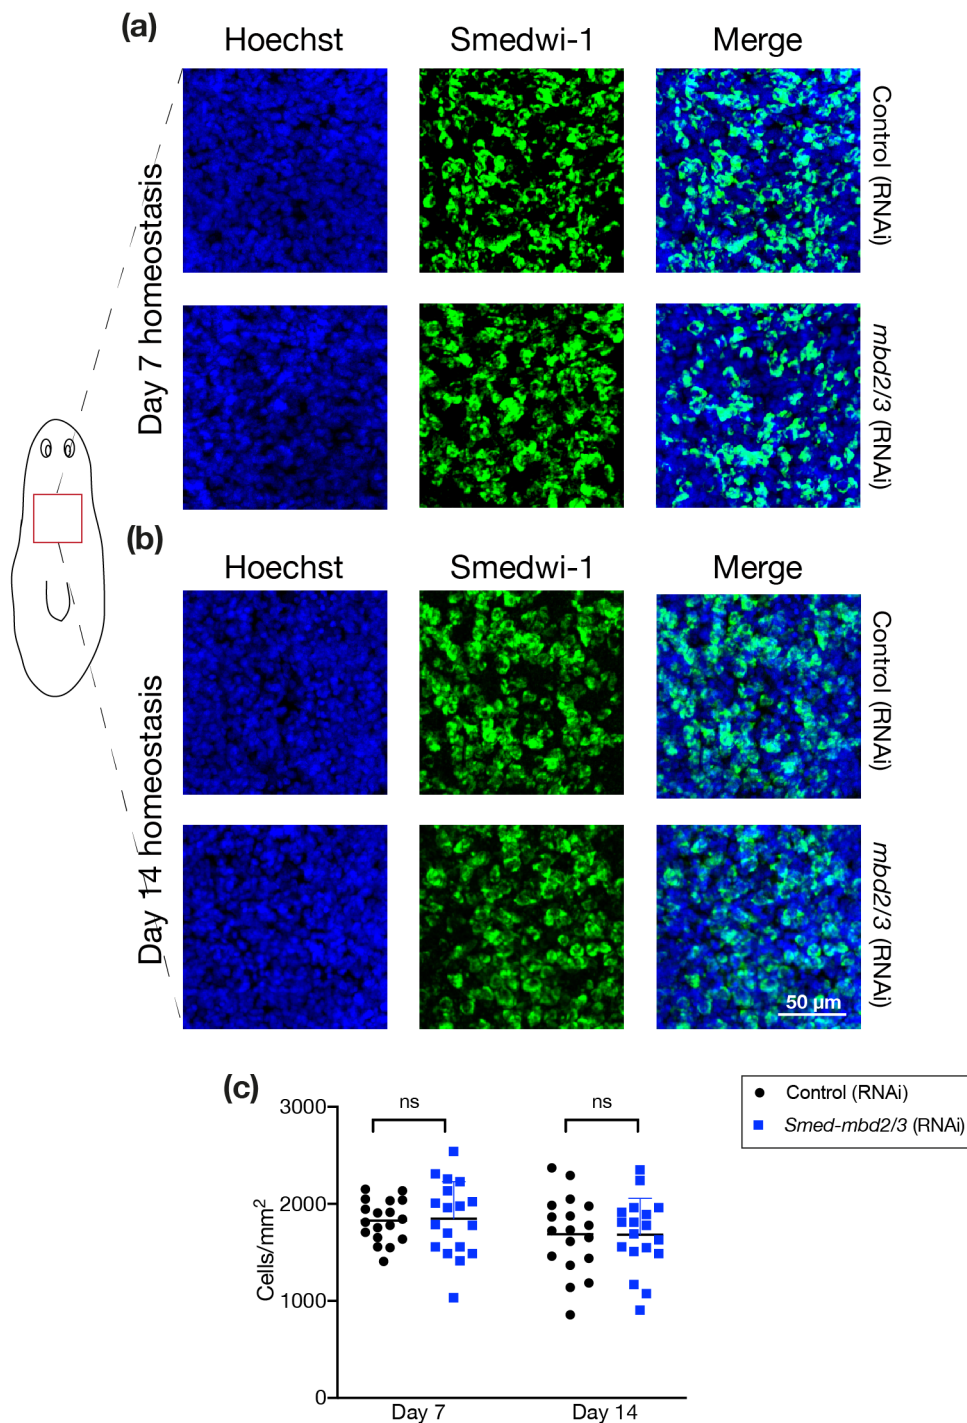 (a)
Hoechst Smedwi-1 Merge
Day 7 homeostasis
Control (RNAi)
mbd2/3 (RNAi)
(b)
Hoechst Smedwi-1 Merge
Day 14 homeostasis
Control (RNAi)
mbd2/3 (RNAi)
50 µm
(c)
Control (RNAi)
Smed-mbd2/3 (RNAi)
Cells/mm²
3000
2000
1000
0
ns ns
Day 7 Day 14